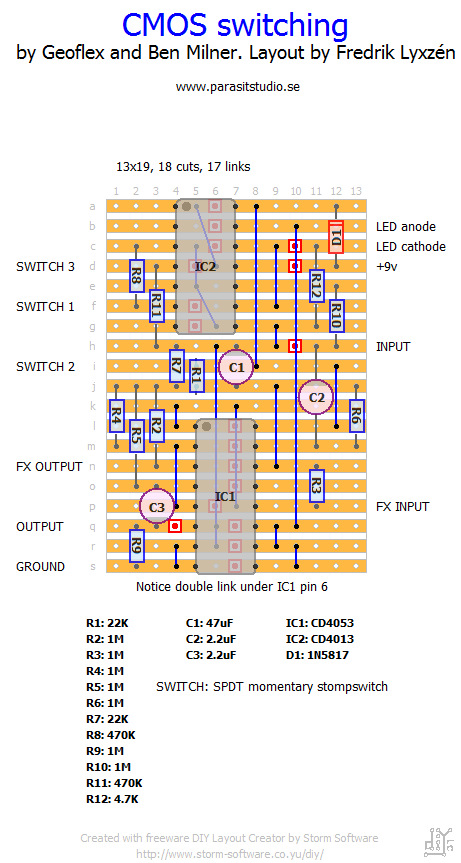 CMOS switching
by Geoflex and Ben Milner. Layout by Fredrik Lyxzén
www.parasitstudio.se
13x19, 18 cuts, 17 links
1 2 3 4 5 6 7 8 9 10 11 12 13
a
b LED anode
c D1 LED cathode
SWITCH 3 d IC2 +9v
e R8 R12
SWITCH 1 f R11 R10
g
h INPUT
SWITCH 2 i R7 R1 C1
j C2
k
l R4 R2 R6
m R5
FX OUTPUT n R3
o IC1
p C3 FX INPUT
OUTPUT q
r R9
GROUND s
Notice double link under IC1 pin 6
R1: 22K C1: 47uF IC1: CD4053
R2: 1M C2: 2.2uF IC2: CD4013
R3: 1M C3: 2.2uF D1: 1N5817
R4: 1M
R5: 1M SWITCH: SPDT momentary stompswitch
R6: 1M
R7: 22K
R8: 470K
R9: 1M
R10: 1M
R11: 470K
R12: 4.7K
Created with freeware DIY Layout Creator by Storm Software
http://www.storm-software.co.yu/diy/